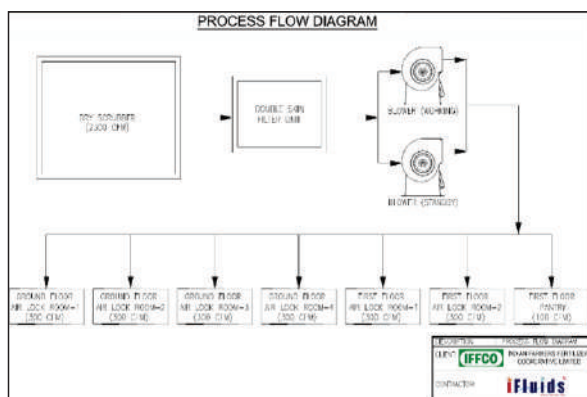 PROCESS FLOW DIAGRAM
DRY SCRUBBER
DOUBLE SKIN
FILTER UNIT
BLOWER (WORKING)
BLOWER (STANDBY)
GROUND FLOOR
AIR LOCK ROOM-1
(300 CFM)
GROUND FLOOR
AIR LOCK ROOM-2
(300 CFM)
GROUND FLOOR
AIR LOCK ROOM-3
(300 CFM)
GROUND FLOOR
AIR LOCK ROOM-4
(300 CFM)
FIRST FLOOR
AIR LOCK ROOM-1
(300 CFM)
FIRST FLOOR
AIR LOCK ROOM-2
(300 CFM)
FIRST FLOOR
PANTRY
(100 CFM)
DESCRIPTION PROCESS FLOW DIAGRAM
CLIENT IFFCO INDIAN FARMERS FERTILIZER
COOPERATIVE LIMITED
CONTRACTOR iFluids